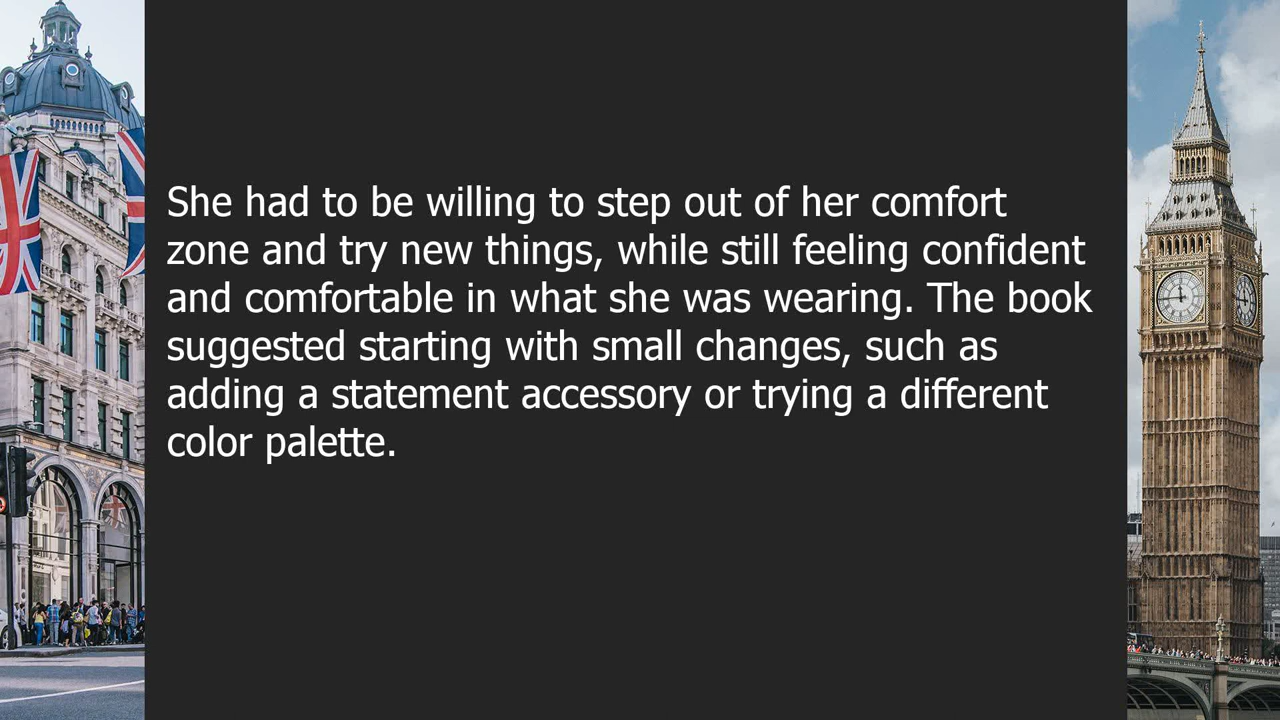 She had to be willing to step out of her comfort
zone and try new things, while still feeling confident
and comfortable in what she was wearing. The book
suggested starting with small changes, such as
adding a statement accessory or trying a different
color palette.